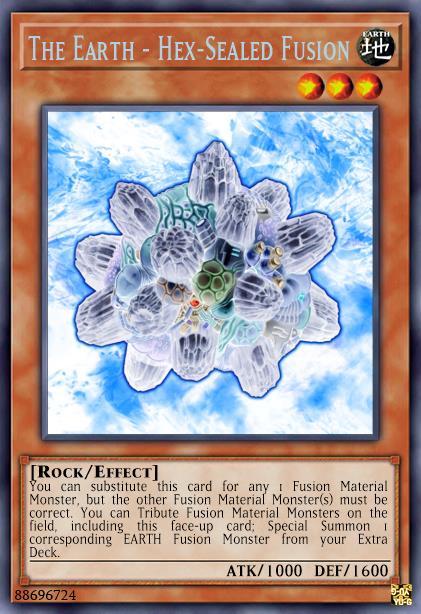 The Earth - Hex-Sealed Fusion
EARTH
地
[Rock/Effect]
You can substitute this card for any 1 Fusion Material
Monster, but the other Fusion Material Monster(s) must be
correct. You can Tribute Fusion Material Monsters on the
field, including this face-up card; Special Summon 1
corresponding EARTH Fusion Monster from your Extra
Deck.
ATK/1000 DEF/1600
88696724